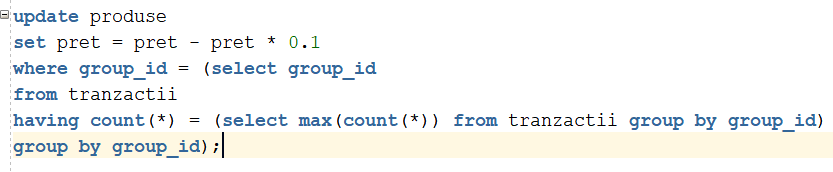 update produse
set pret = pret - pret * 0.1
where group_id = (select group_id
from tranzactii
having count(*) = (select max(count(*)) from tranzactii group by group_id)
group by group_id);